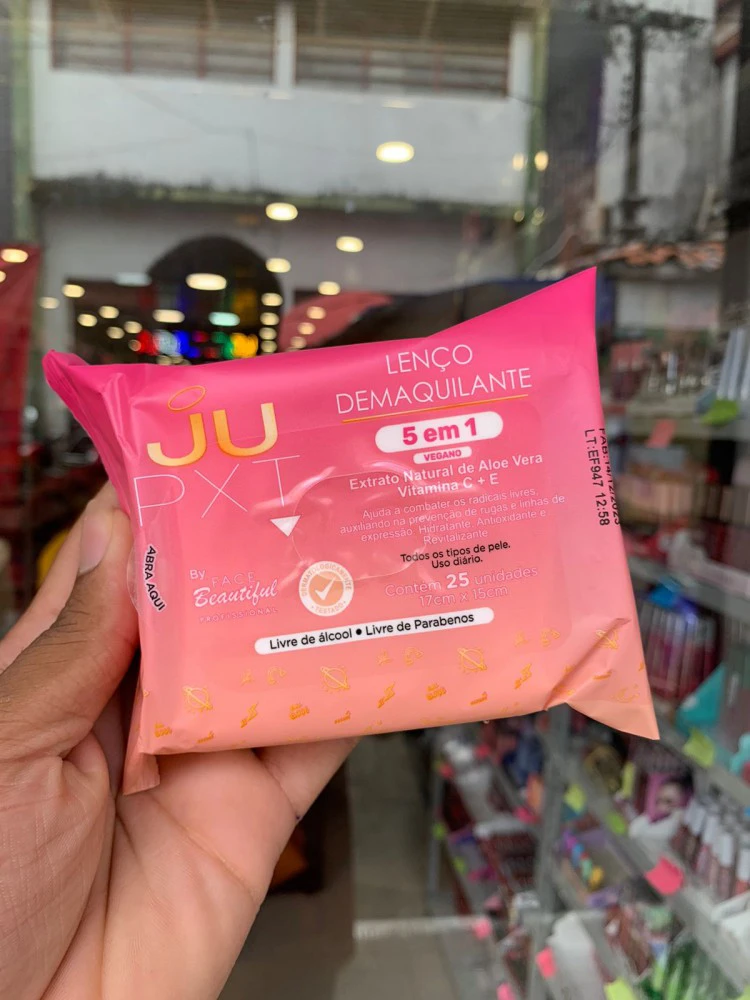 JU
PXT
ABRA AQUI
By
FACE
Beautiful
PROFESSIONAL
LENÇO
DEMAQUILANTE
5 em 1
VEGANO
Extrato Natural de Aloe Vera
Vitamina C + E
Ajuda a combater os radicais livres,
auxiliando na prevenção de rugas e linhas de
expressão. Hidratante, Antioxidante e
Revitalizante
Todos os tipos de pele.
Uso diário.
DERMATOLOGICAMENTE
TESTADO
Contém 25 unidades
17cm x 15cm
Livre de álcool • Livre de Parabenos
LT:EF947 12:58